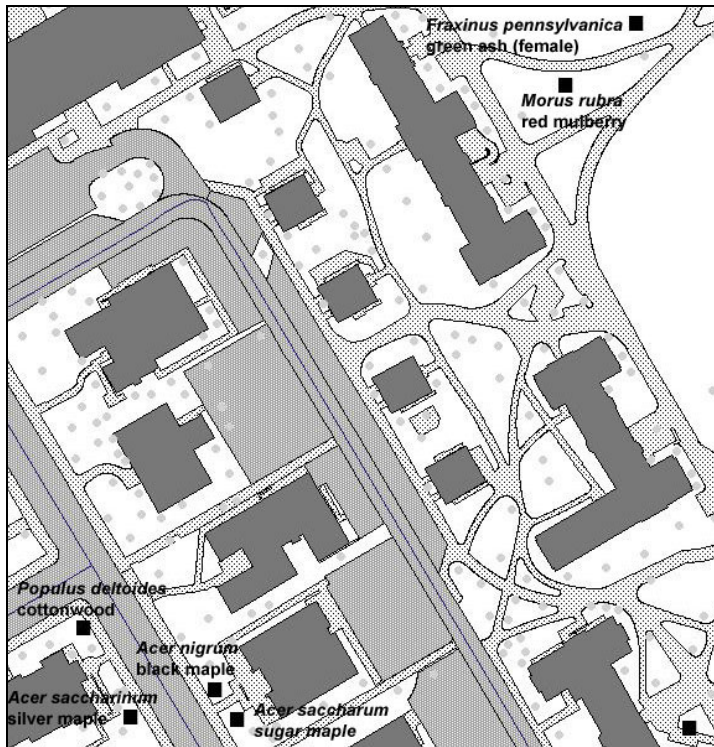 Fraxinus pennsylvanica
green ash (female)
Morus rubra
red mulberry
Populus deltoides
cottonwood
Acer nigrum
black maple
Acer saccharinum
silver maple
Acer saccharum
sugar maple